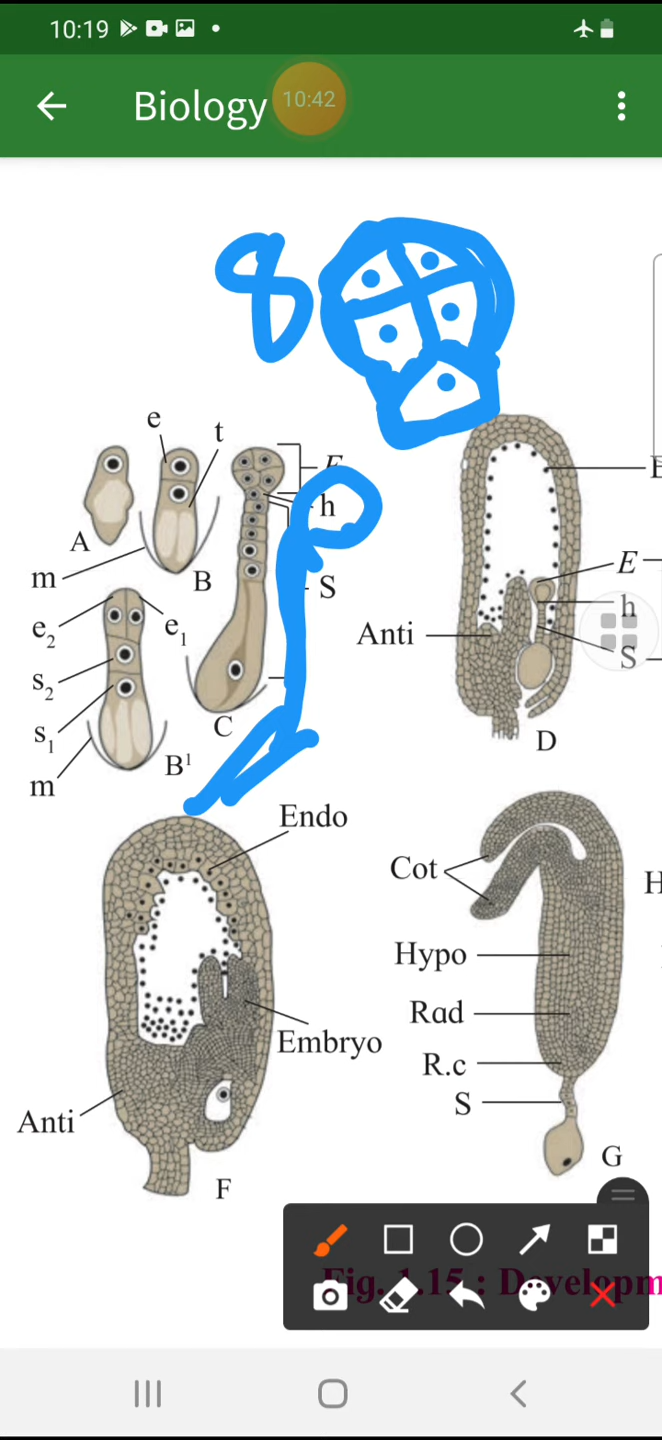 10:19
Biology
10:42
8
e
t
E
h
A
m
B
S
e2
e1
E
h
Anti
S
s2
s1
C
D
B1
m
Endo
Cot
H
Hypo
Embryo
Rad
R.c
S
Anti
G
F
Fig. 1.15 : Developm